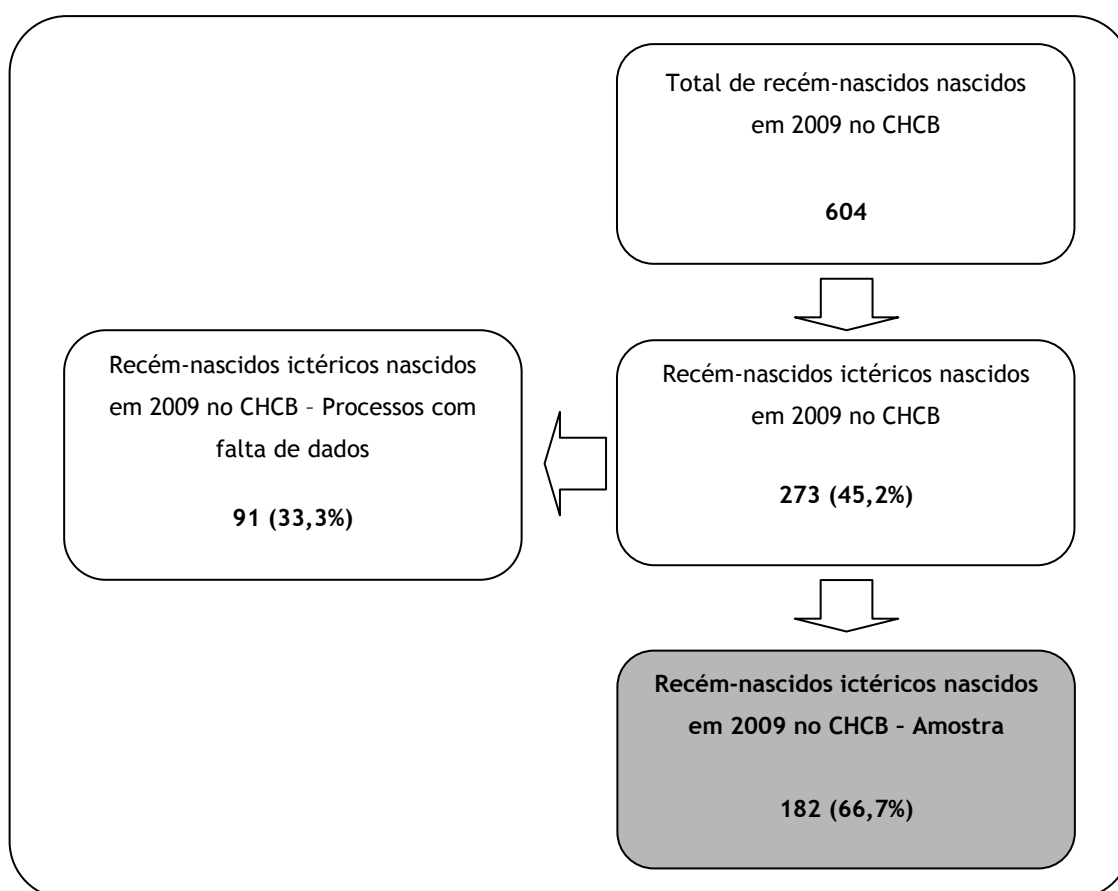 Total de recém-nascidos nascidos
em 2009 no CHCB
604
Recém-nascidos ictéricos nascidos
em 2009 no CHCB – Processos com
falta de dados
91 (33,3%)
Recém-nascidos ictéricos nascidos
em 2009 no CHCB
273 (45,2%)
Recém-nascidos ictéricos nascidos
em 2009 no CHCB – Amostra
182 (66,7%)